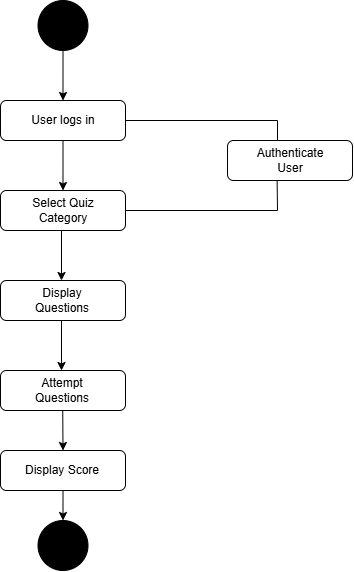 User logs in
Authenticate
User
Select Quiz
Category
Display
Questions
Attempt
Questions
Display Score